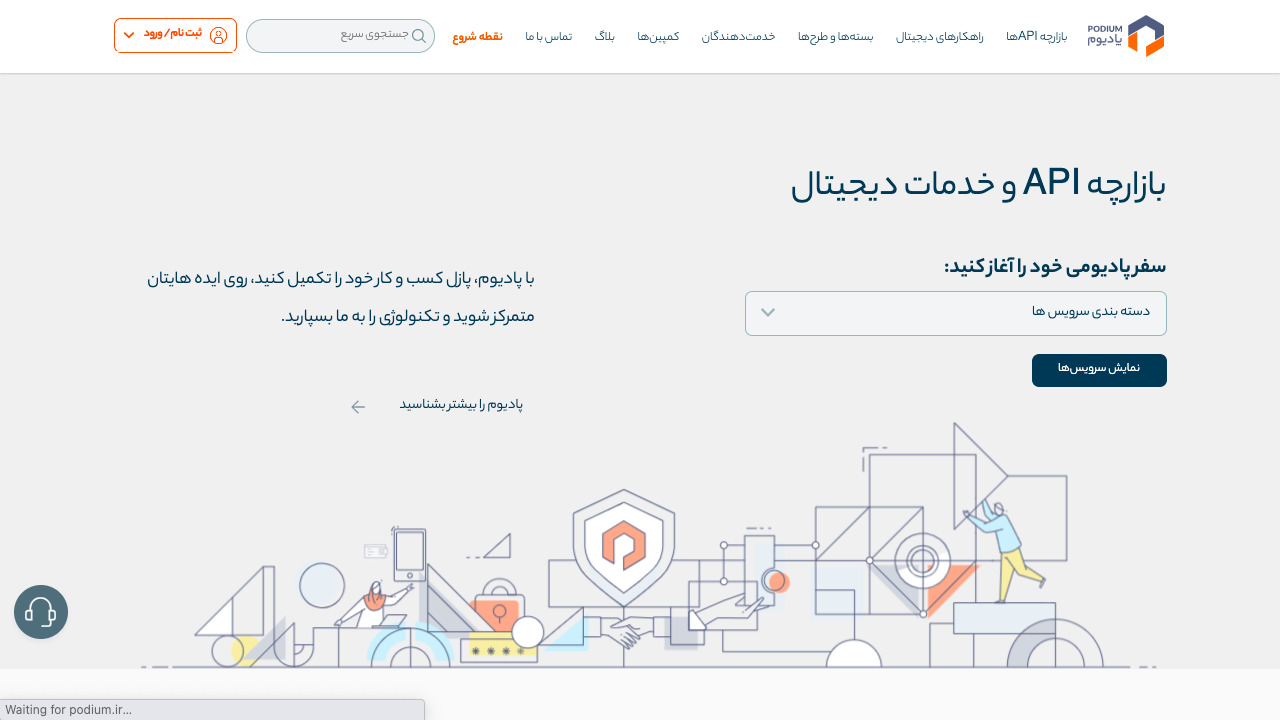 PODIUM
پادیوم
بازارچه APIها
راهکارهای دیجیتال
بسته‌ها و طرح‌ها
خدمت‌دهندگان
کمپین‌ها
بلاگ
تماس با ما
نقطه شروع
جستجوی سریع
ثبت نام/ ورود
بازارچه API و خدمات دیجیتال
سفر پادیومی خود را آغاز کنید:
دسته بندی سرویس ها
نمایش سرویس‌ها
با پادیوم، پازل کسب و کار خود را تکمیل کنید، روی ایده هایتان
متمرکز شوید و تکنولوژی را به ما بسپارید.
پادیوم را بیشتر بشناسید
Waiting for podium.ir...